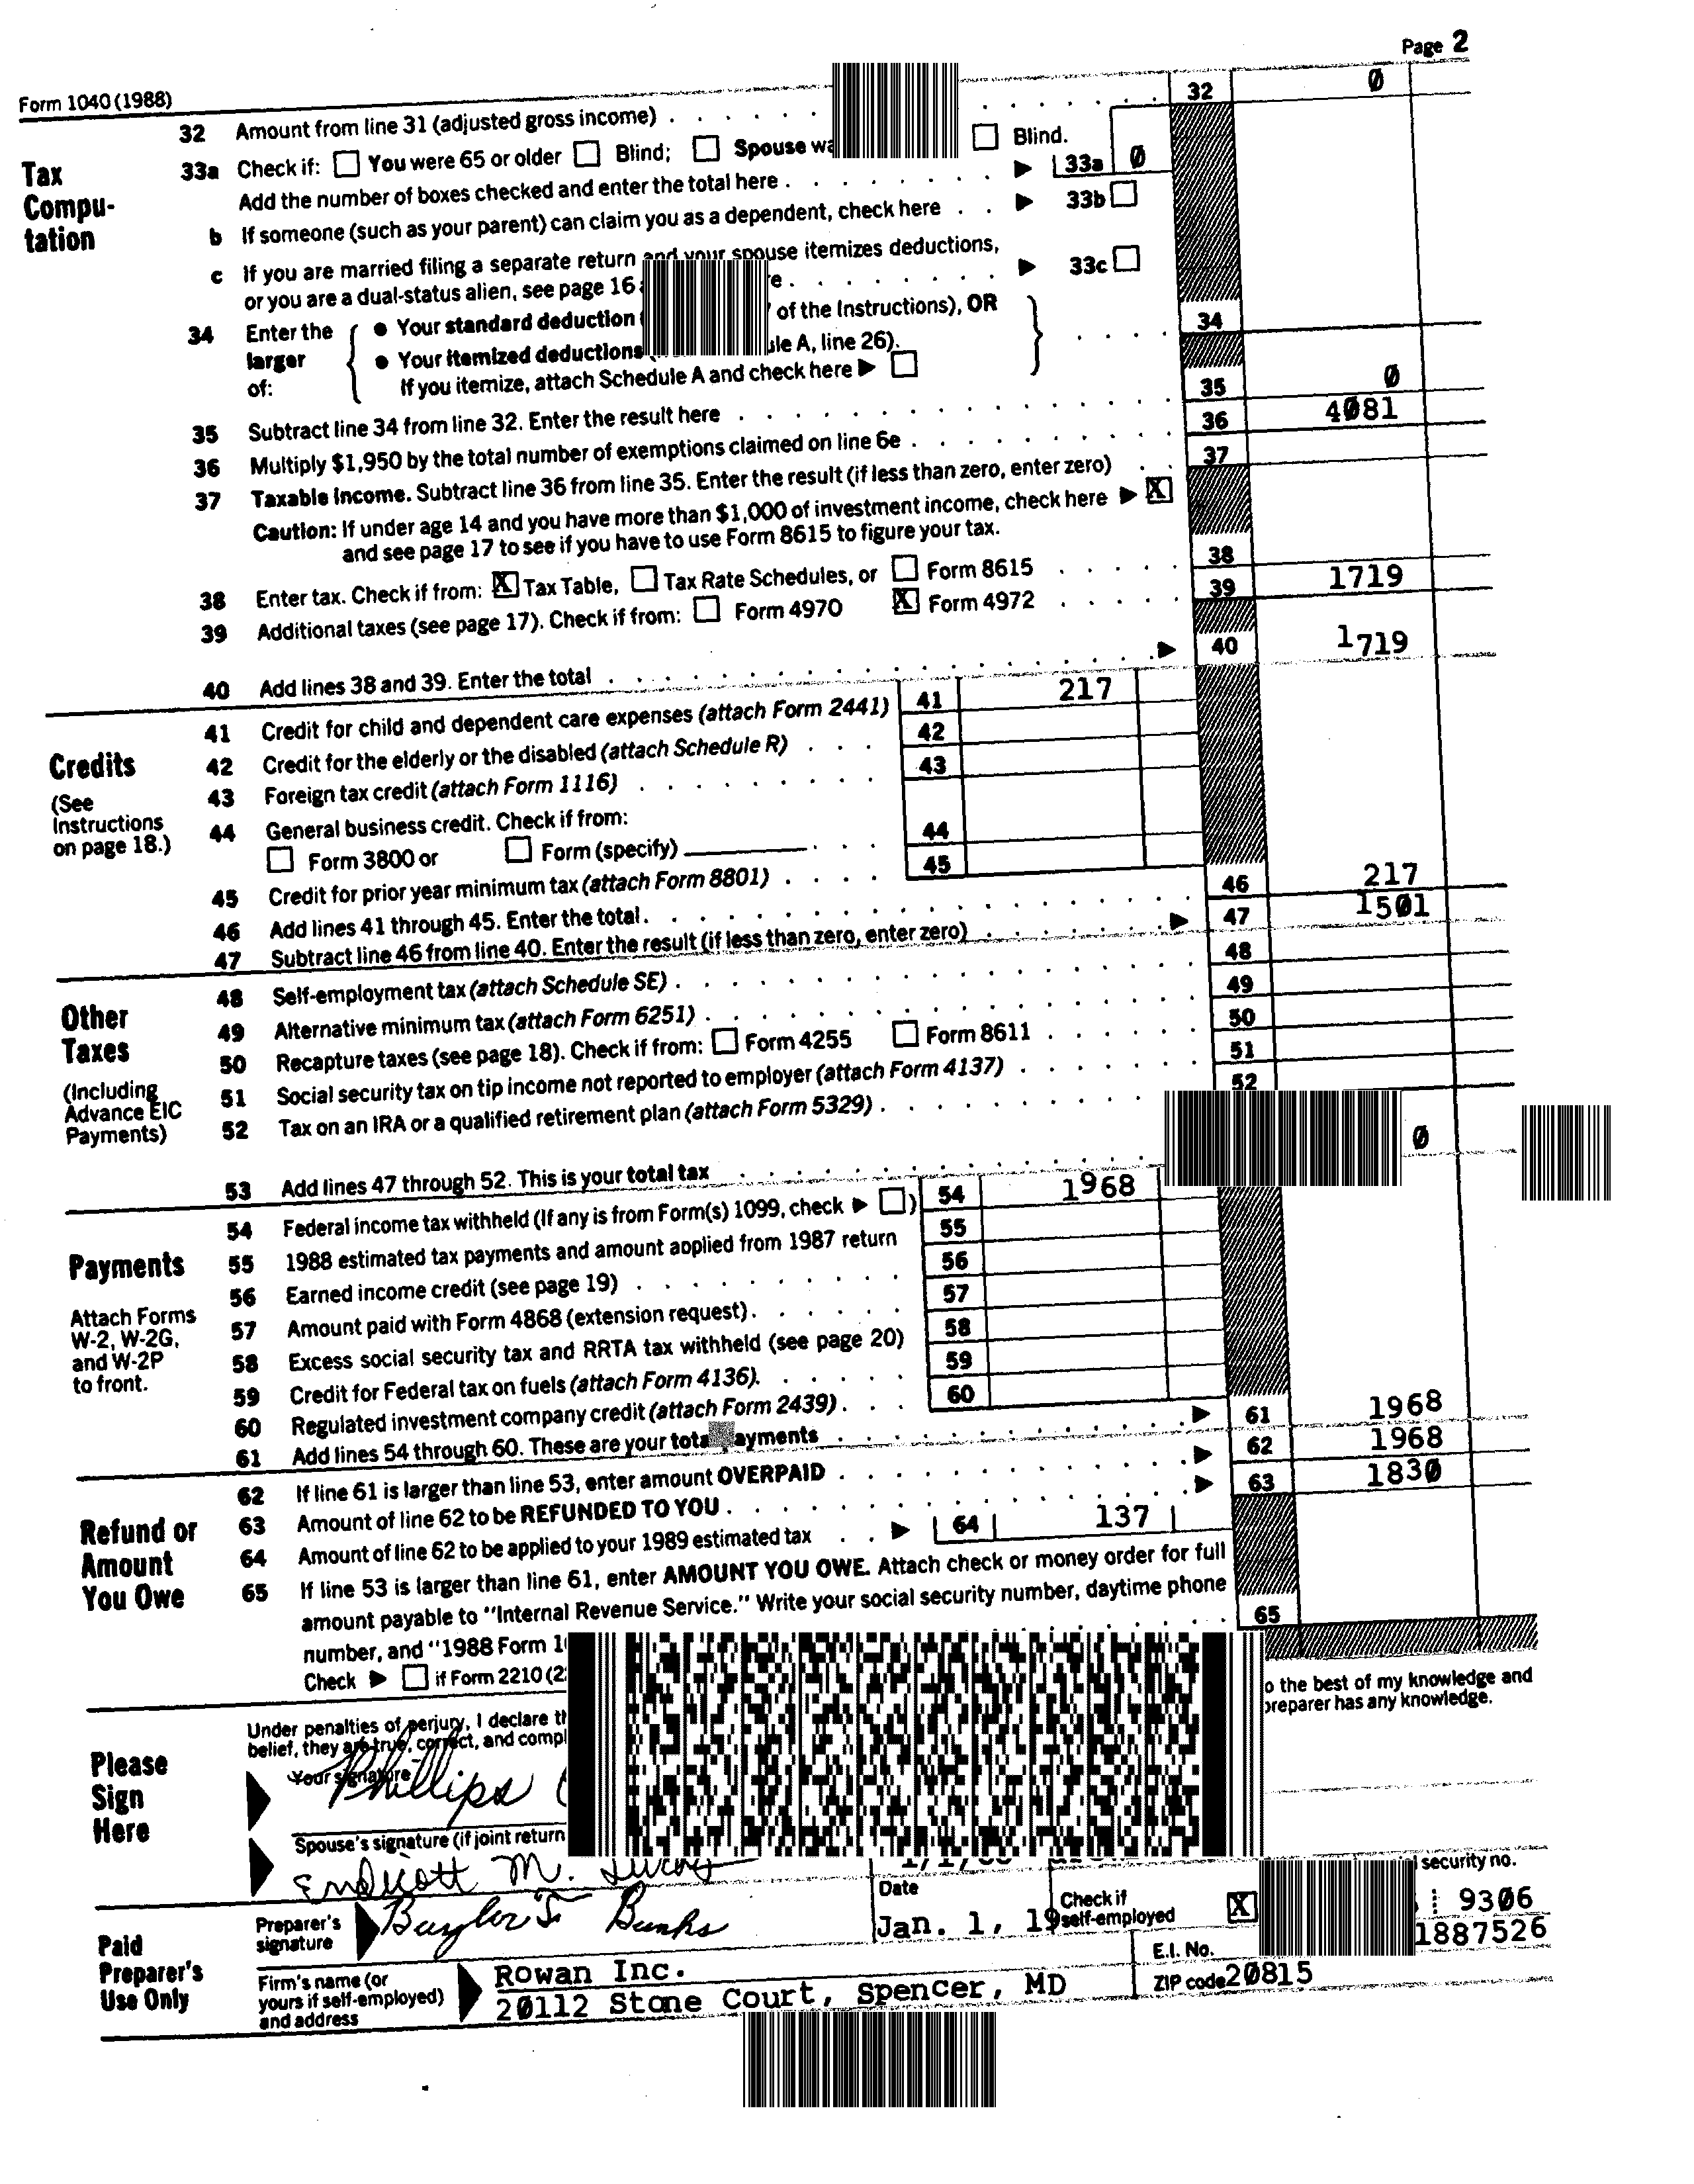 Page 2
Form 1040 (1988)
Tax Compu-
tation
32 Amount from line 31 (adjusted gross income) . . . . . . 32 Ø
33a Check if: You were 65 or older Blind; Spouse Blind.
Add the number of boxes checked and enter the total here . . . . . . . . 33a Ø
b If someone (such as your parent) can claim you as a dependent, check here . . 33b
c If you are married filing a separate return and your spouse itemizes deductions,
or you are a dual-status alien, see page 16 . . . . . . . 33c
34 Enter the larger of:
• Your standard deduction of the Instructions), OR
• Your itemized deductions A, line 26).
If you itemize, attach Schedule A and check here
34
35 Subtract line 34 from line 32. Enter the result here 35 Ø
36 Multiply $1,950 by the total number of exemptions claimed on line 6e 36 4Ø81
37 Taxable income. Subtract line 36 from line 35. Enter the result (if less than zero, enter zero) 37
Caution: If under age 14 and you have more than $1,000 of investment income, check here X
and see page 17 to see if you have to use Form 8615 to figure your tax.
38 Enter tax. Check if from: X Tax Table, Tax Rate Schedules, or Form 8615 38
39 Additional taxes (see page 17). Check if from: Form 4970 X Form 4972 39 1719
40 Add lines 38 and 39. Enter the total 40 1719
Credits
(See
Instructions
on page 18.)
41 Credit for child and dependent care expenses (attach Form 2441) 41 217
42 Credit for the elderly or the disabled (attach Schedule R) 42
43 Foreign tax credit (attach Form 1116) 43
44 General business credit. Check if from:
Form 3800 or Form (specify) 44
45 Credit for prior year minimum tax (attach Form 8801) 45
46 Add lines 41 through 45. Enter the total. 46 217
47 Subtract line 46 from line 40. Enter the result (if less than zero, enter zero) 47 15Ø1
Other
Taxes
(Including
Advance EIC
Payments)
48 Self-employment tax (attach Schedule SE) 48
49 Alternative minimum tax (attach Form 6251) 49
50 Recapture taxes (see page 18). Check if from: Form 4255 Form 8611 50
51 Social security tax on tip income not reported to employer (attach Form 4137) 51
52 Tax on an IRA or a qualified retirement plan (attach Form 5329) 52
53 Add lines 47 through 52. This is your total tax Ø
Payments
Attach Forms
W-2, W-2G,
and W-2P
to front.
54 Federal income tax withheld (If any is from Form(s) 1099, check ) 54 1968
55 1988 estimated tax payments and amount applied from 1987 return 55
56 Earned income credit (see page 19) 56
57 Amount paid with Form 4868 (extension request). 57
58 Excess social security tax and RRTA tax withheld (see page 20) 58
59 Credit for Federal tax on fuels (attach Form 4136). 59
60 Regulated investment company credit (attach Form 2439) 60
61 Add lines 54 through 60. These are your 61 1968
Refund or
Amount
You Owe
62 If line 61 is larger than line 53, enter amount OVERPAID 62 1968
63 Amount of line 62 to be REFUNDED TO YOU 63 183Ø
64 Amount of line 62 to be applied to your 1989 estimated tax 64 137
65 If line 53 is larger than line 61, enter AMOUNT YOU OWE. Attach check or money order for full
amount payable to "Internal Revenue Service." Write your social security number, daytime phone
number, and "1988 Form 65
Check if Form 2210
Please
Sign
Here
Under penalties of perjury, I declare
o the best of my knowledge and
belief, they are true, correct, and
preparer has any knowledge.
Your signature
Phillips
Spouse's signature (if joint return
Endicott M. Lucas
Paid
Preparer's
Use Only
Preparer's
signature
Baylor J Banks
Date
Jan. 1, 19
Check if
self-employed X
security no.
93Ø6
Firm's name (or
yours if self-employed)
and address
Rowan Inc.
2Ø112 Stone Court, Spencer, MD
E.I. No. 1887526
ZIP code 2Ø815